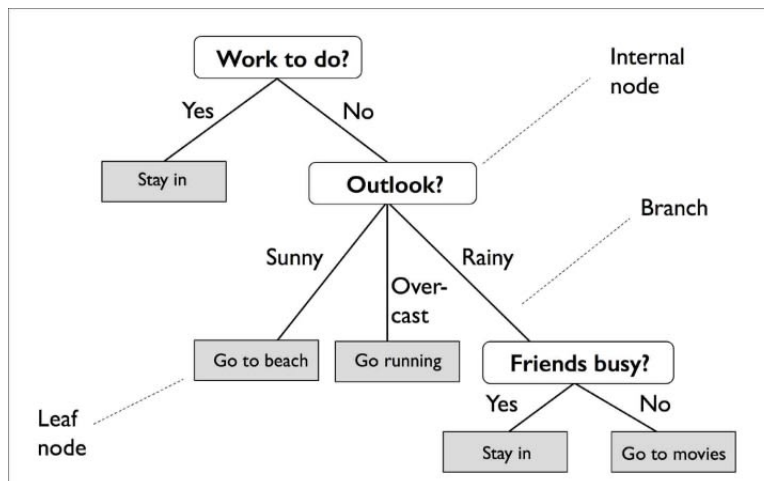 Work to do?
Internal
node
Yes
No
Stay in
Outlook?
Branch
Sunny
Rainy
Over-
cast
Go to beach
Go running
Friends busy?
Leaf
node
Yes
No
Stay in
Go to movies